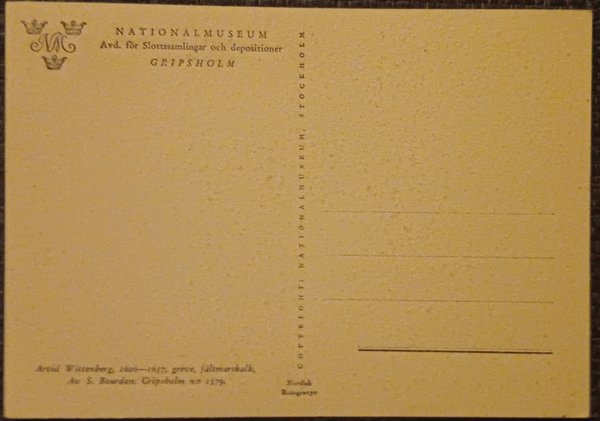 NM
NATIONALMUSEUM
Avd. för Slottssamlingar och depositioner
GRIPSHOLM
COPYRIGHT: NATIONALMUSEUM, STOCKHOLM
Arvid Wittenberg, 1606—1657, greve, fältmarskalk.
Av S. Bourdon. Gripsholm n:r 1579.
Nordisk
Rotogravyr